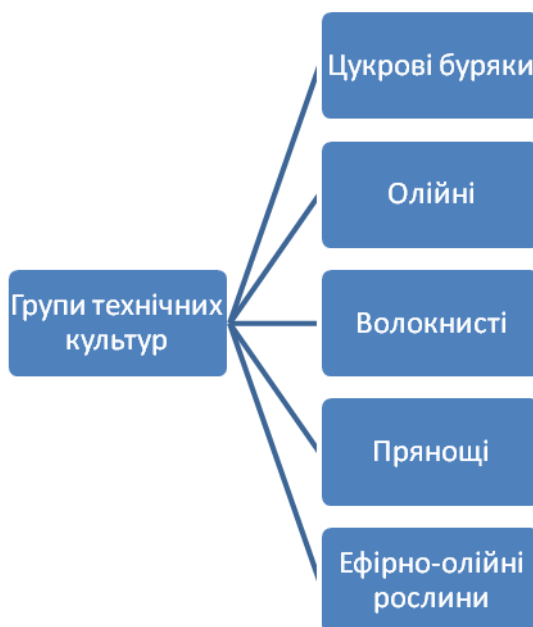 Цукрові буряки
Олійні
Групи технічних
культур
Волокнисті
Прянощі
Ефірно-олійні
рослини